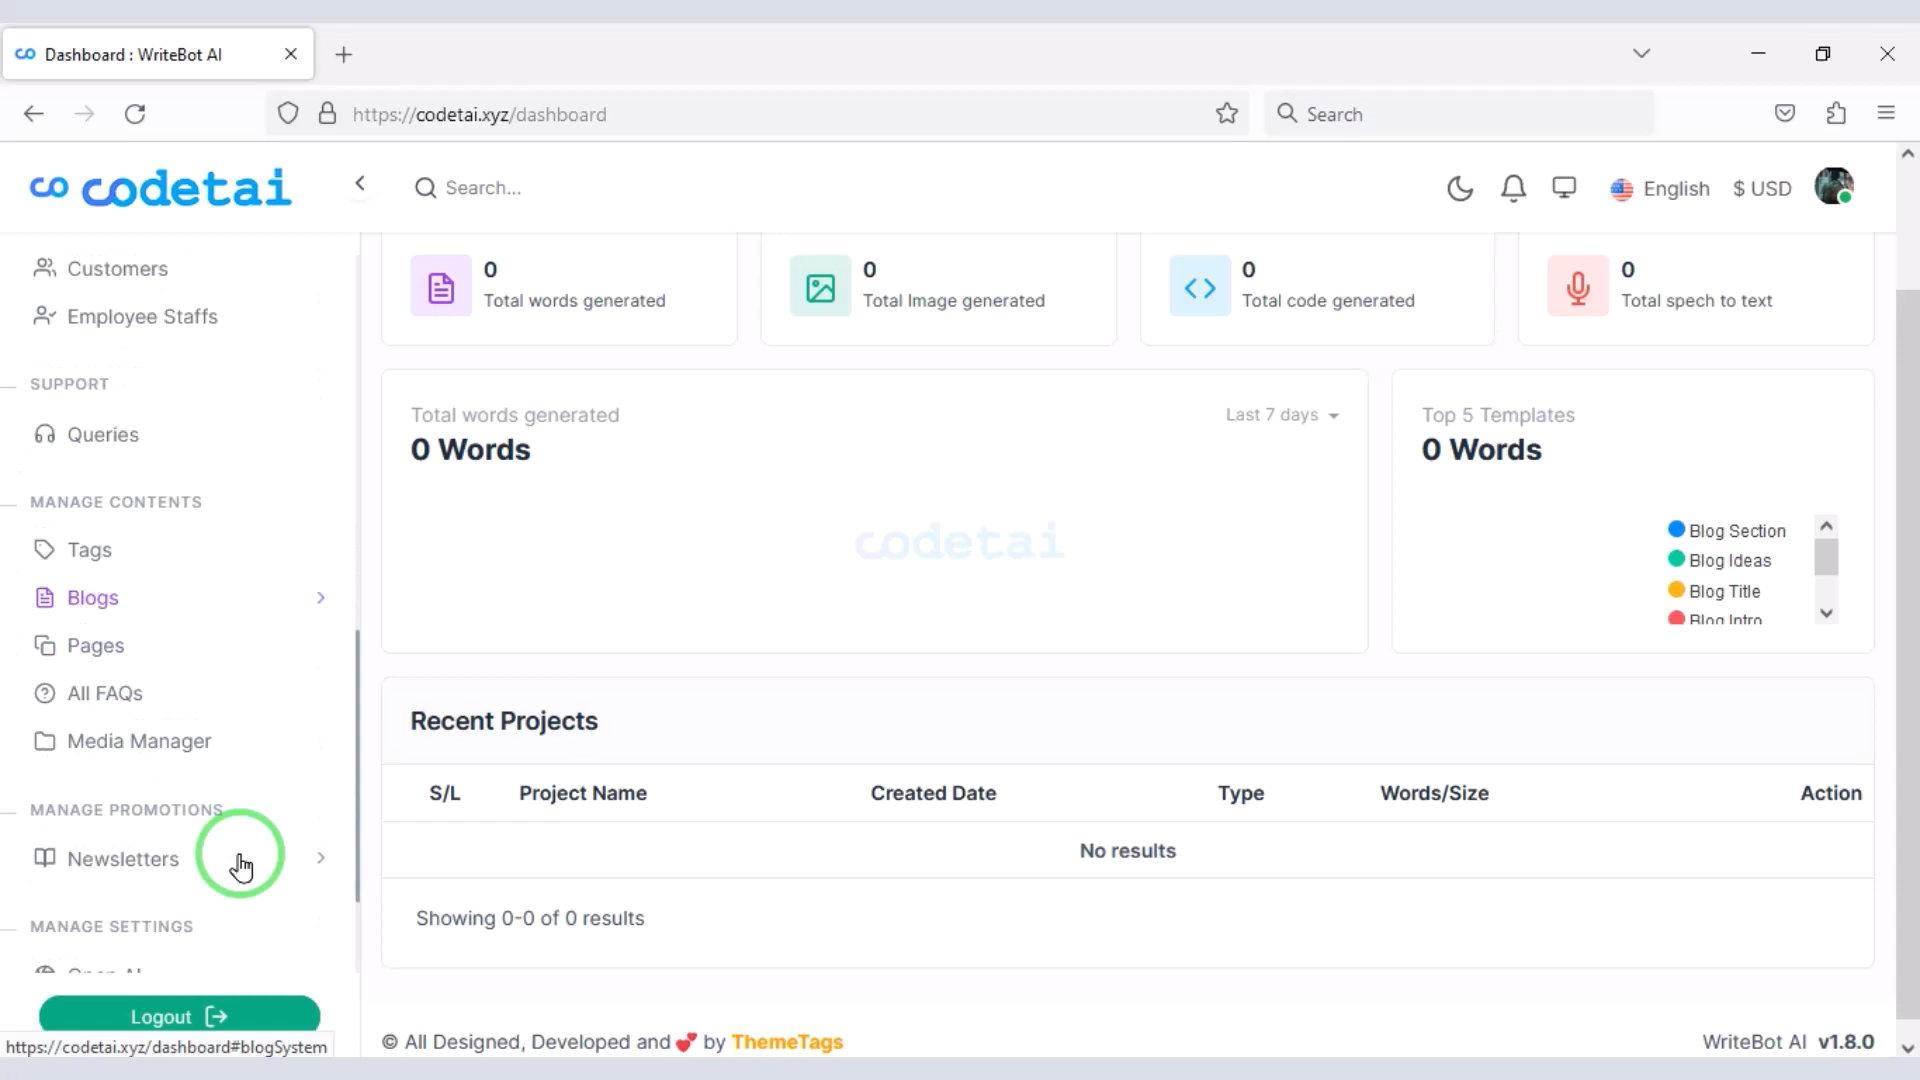 Dashboard : WriteBot AI
https://codetai.xyz/dashboard
Search
codetai
Search...
English
$ USD
Customers
Employee Staffs
SUPPORT
Queries
MANAGE CONTENTS
Tags
Blogs
Pages
All FAQs
Media Manager
MANAGE PROMOTIONS
Newsletters
MANAGE SETTINGS
Open AI
Logout
https://codetai.xyz/dashboard#blogSystem
0
Total words generated
0
Total Image generated
0
Total code generated
0
Total spech to text
Total words generated
Last 7 days
0 Words
codetai
Top 5 Templates
0 Words
Blog Section
Blog Ideas
Blog Title
Blog Intro
Recent Projects
S/L Project Name Created Date Type Words/Size Action
No results
Showing 0-0 of 0 results
© All Designed, Developed and 💕 by ThemeTags
WriteBot AI v1.8.0